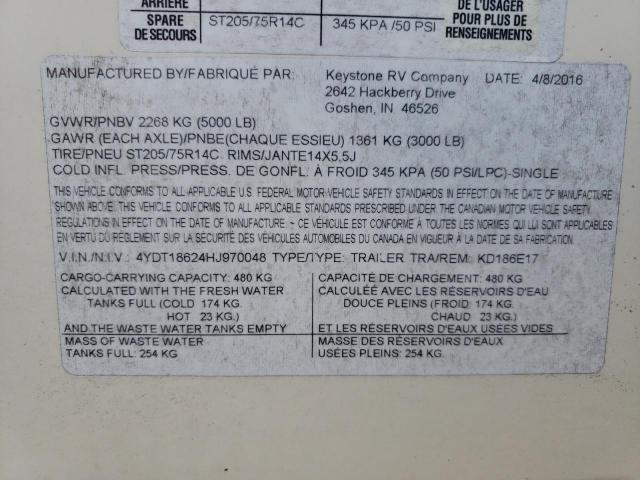 ARRIÈRE
DE L'USAGER
SPARE ST205/75R14C 345 KPA /50 PSI POUR PLUS DE
DE SECOURS RENSEIGNEMENTS
MANUFACTURED BY/FABRIQUÉ PAR: Keystone RV Company DATE: 4/8/2016
2642 Hackberry Drive
Goshen, IN 46526
GVWR/PNBV 2268 KG (5000 LB)
GAWR (EACH AXLE)/PNBE(CHAQUE ESSIEU) 1361 KG (3000 LB)
TIRE/PNEU ST205/75R14C RIMS/JANTE14X5.5J
COLD INFL. PRESS/PRESS. DE GONFL. À FROID 345 KPA (50 PSI/LPC)-SINGLE
THIS VEHICLE CONFORMS TO ALL APPLICABLE U.S. FEDERAL MOTOR-VEHICLE SAFETY STANDARDS IN EFFECT ON THE DATE OF MANUFACTURE
SHOWN ABOVE. THIS VEHICLE CONFORMS TO ALL APPLICABLE STANDARDS PRESCRIBED UNDER THE CANADIAN MOTOR VEHICLE SAFETY
REGULATIONS IN EFFECT ON THE DATE OF MANUFACTURE. - CE VÉHICULE EST CONFORME À TOUTES LES NORMES QUI LUI SONT APPLICABLES
EN VERTU DU RÈGLEMENT SUR LA SÉCURITÉ DES VÉHICULES AUTOMOBILES DU CANADA EN VIGUEUR À LA DATE DE SA FABRICATION.
V.I.N./N.I.V.: 4YDT18624HJ970048 TYPE/TYPE: TRAILER TRA/REM: KD186E17
CARGO-CARRYING CAPACITY: 480 KG
CALCULATED WITH THE FRESH WATER
TANKS FULL (COLD 174 KG.)
HOT 23 KG.)
AND THE WASTE WATER TANKS EMPTY
MASS OF WASTE WATER
TANKS FULL: 254 KG
CAPACITÉ DE CHARGEMENT: 480 KG
CALCULÉE AVEC LES RÉSERVOIRS D'EAU
DOUCE PLEINS (FROID: 174 KG.)
CHAUD 23 KG.)
ET LES RÉSERVOIRS D'EAUX USÉES VIDES
MASSE DES RÉSERVOIR D'EAUX
USÉES PLEINS: 254 KG